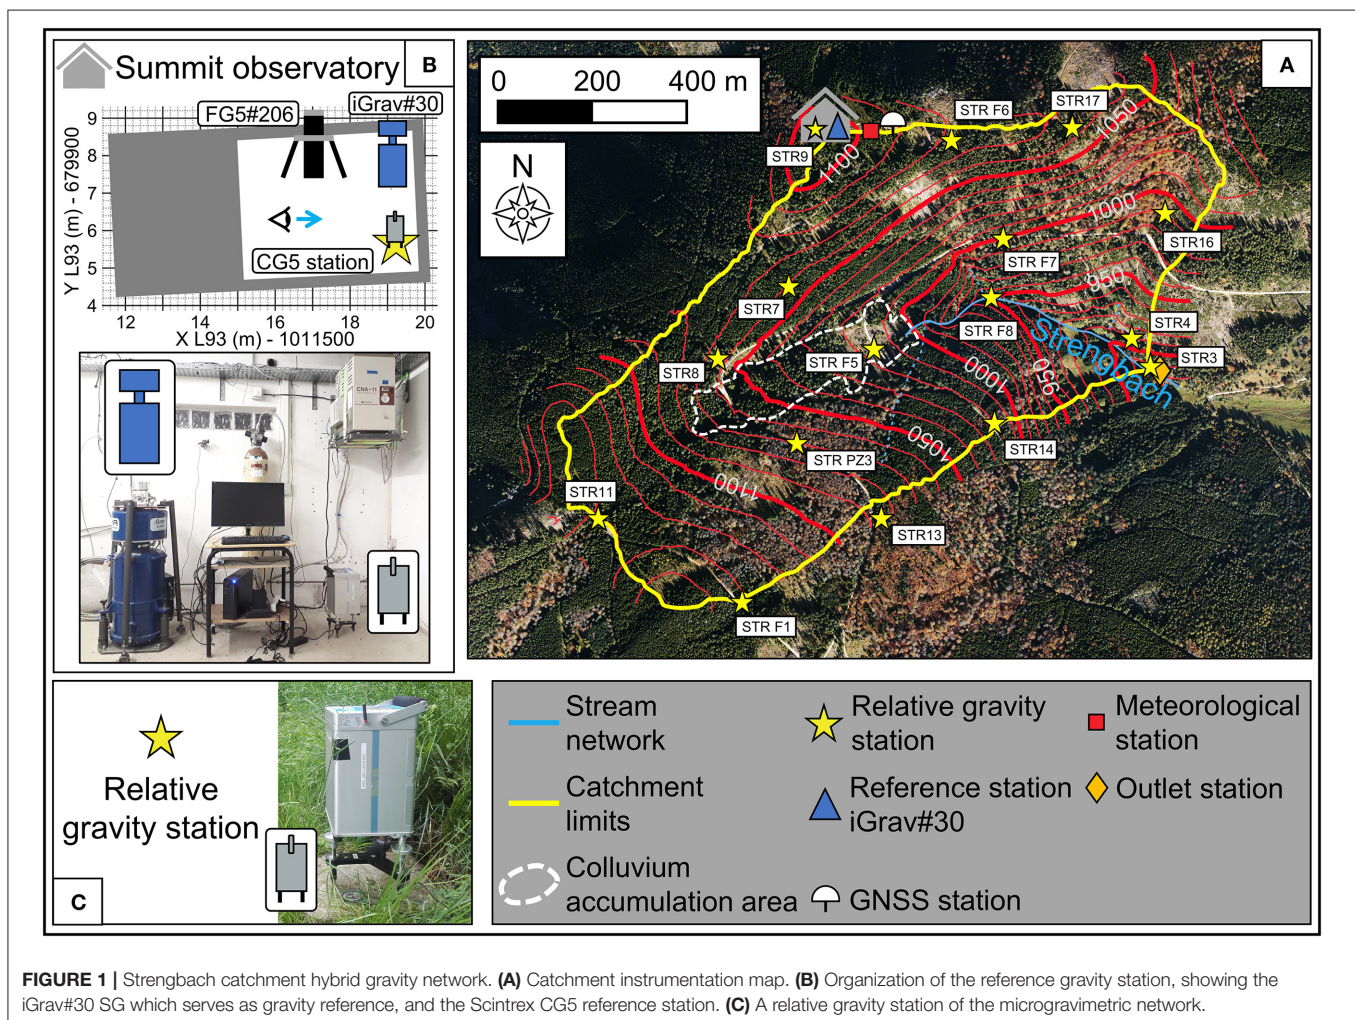 Summit observatory
B
FG5#206
iGrav#30
9
8
7
6
5
4
Y L93 (m) - 679900
CG5 station
12
14
16
18
20
X L93 (m) - 1011500
CNA-11
0
200
400 m
A
N
STR F6
STR17
1050
STR9
1100
1000
STR16
STR F7
950
STR7
STR F8
STR4
Strengbach
STR3
STR8
STR F5
1000
950
STR14
1050
STR PZ3
1100
STR11
STR13
STR F1
Relative
gravity station
C
Stream
network
Catchment
limits
Colluvium
accumulation area
Relative gravity
station
Reference station
iGrav#30
GNSS station
Meteorological
station
Outlet station
FIGURE 1 | Strengbach catchment hybrid gravity network. (A) Catchment instrumentation map. (B) Organization of the reference gravity station, showing the
iGrav#30 SG which serves as gravity reference, and the Scintrex CG5 reference station. (C) A relative gravity station of the microgravimetric network.